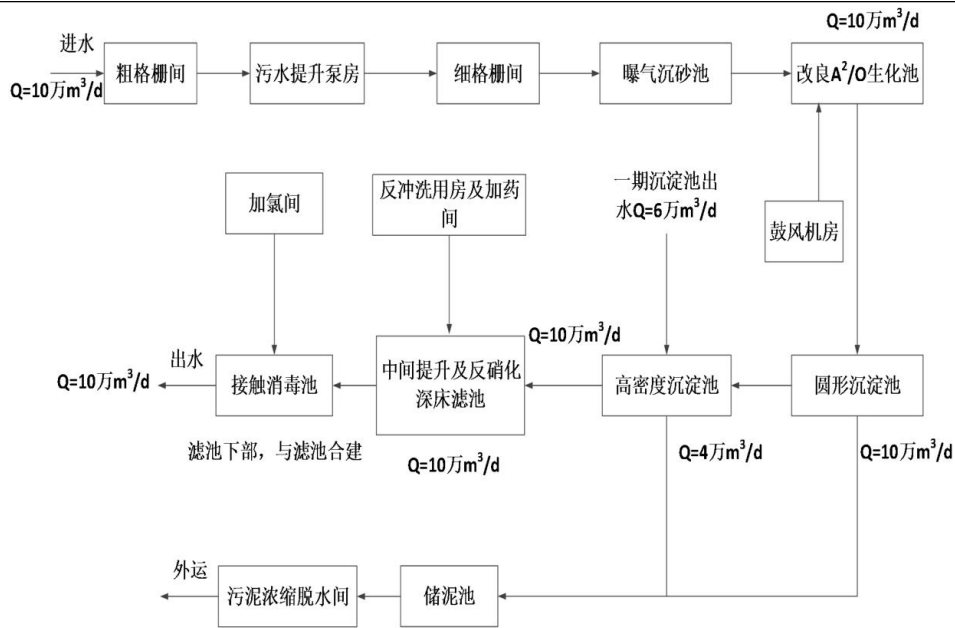 Q=10万m³/d
进水
Q=10万m³/d
粗格栅间
污水提升泵房
细格栅间
曝气沉砂池
改良A²/O生化池
加氯间
反冲洗用房及加药
间
一期沉淀池出
水Q=6万m³/d
鼓风机房
出水
Q=10万m³/d
接触消毒池
中间提升及反硝化
深床滤池
Q=10万m³/d
高密度沉淀池
圆形沉淀池
滤池下部，与滤池合建
Q=10万m³/d
Q=4万m³/d
Q=10万m³/d
外运
污泥浓缩脱水间
储泥池